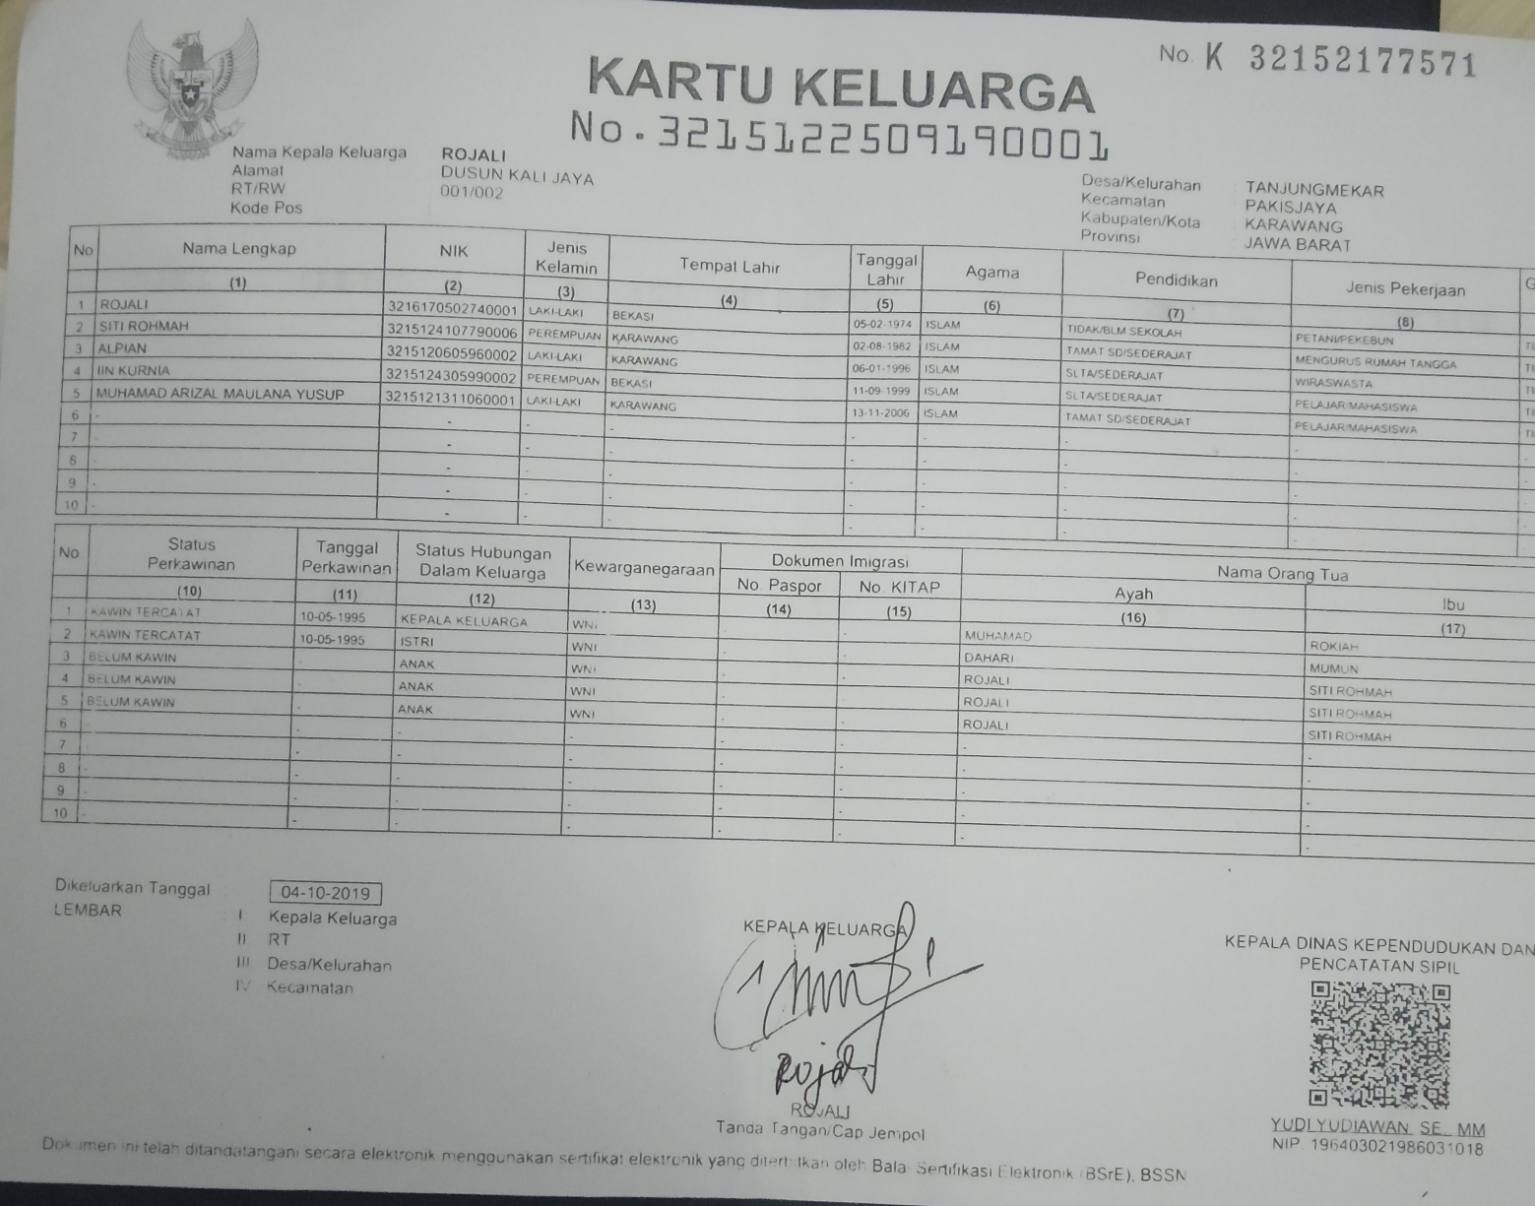 No. K 32152177571
KARTU KELUARGA
No. 3215122509190001
Nama Kepala Keluarga ROJALI
Alamat DUSUN KALI JAYA
RT/RW 001/002
Kode Pos
Desa/Kelurahan TANJUNGMEKAR
Kecamatan PAKISJAYA
Kabupaten/Kota KARAWANG
Provinsi JAWA BARAT
No Nama Lengkap NIK Jenis Kelamin Tempat Lahir Tanggal Lahir Agama Pendidikan Jenis Pekerjaan
(1) (2) (3) (4) (5) (6) (7) (8)
1 ROJALI 3216170502740001 LAKI-LAKI BEKASI 05-02-1974 ISLAM TIDAK/BLM SEKOLAH PETANI/PEKEBUN
2 SITI ROHMAH 3215124107790006 PEREMPUAN KARAWANG 02-08-1982 ISLAM TAMAT SD/SEDERAJAT MENGURUS RUMAH TANGGA
3 ALPIAN 3215120605960002 LAKI-LAKI KARAWANG 06-01-1996 ISLAM SLTA/SEDERAJAT WIRASWASTA
4 IIN KURNIA 3215124305990002 PEREMPUAN BEKASI 11-09-1999 ISLAM SLTA/SEDERAJAT PELAJAR/MAHASISWA
5 MUHAMAD ARIZAL MAULANA YUSUP 3215121311060001 LAKI-LAKI KARAWANG 13-11-2006 ISLAM TAMAT SD/SEDERAJAT PELAJAR/MAHASISWA
6 - - - - - - - -
7 - - - - - - - -
8 - - - - - - - -
9 - - - - - - - -
10 - - - - - - - -
No Status Perkawinan Tanggal Perkawinan Status Hubungan Dalam Keluarga Kewarganegaraan Dokumen Imigrasi Nama Orang Tua
No. Paspor No. KITAP Ayah Ibu
(10) (11) (12) (13) (14) (15) (16) (17)
1 KAWIN TERCATAT 10-05-1995 KEPALA KELUARGA WNI - - MUHAMAD ROKIAH
2 KAWIN TERCATAT 10-05-1995 ISTRI WNI - - DAHARI MUMUN
3 BELUM KAWIN - ANAK WNI - - ROJALI SITI ROHMAH
4 BELUM KAWIN - ANAK WNI - - ROJALI SITI ROHMAH
5 BELUM KAWIN - ANAK WNI - - ROJALI SITI ROHMAH
6 - - - - - - - -
7 - - - - - - - -
8 - - - - - - - -
9 - - - - - - - -
10 - - - - - - - -
Dikeluarkan Tanggal : 04-10-2019
LEMBAR : I Kepala Keluarga
II RT
III Desa/Kelurahan
IV Kecamatan
KEPALA KELUARGA
Rojali
ROJALI
Tanda Tangan/Cap Jempol
KEPALA DINAS KEPENDUDUKAN DAN
PENCATATAN SIPIL
YUDI YUDIAWAN. SE., MM
NIP. 196403021986031018
Dokumen ini telah ditandatangani secara elektronik menggunakan sertifikat elektronik yang diterbitkan oleh Balai Sertifikasi Elektronik (BSrE), BSSN